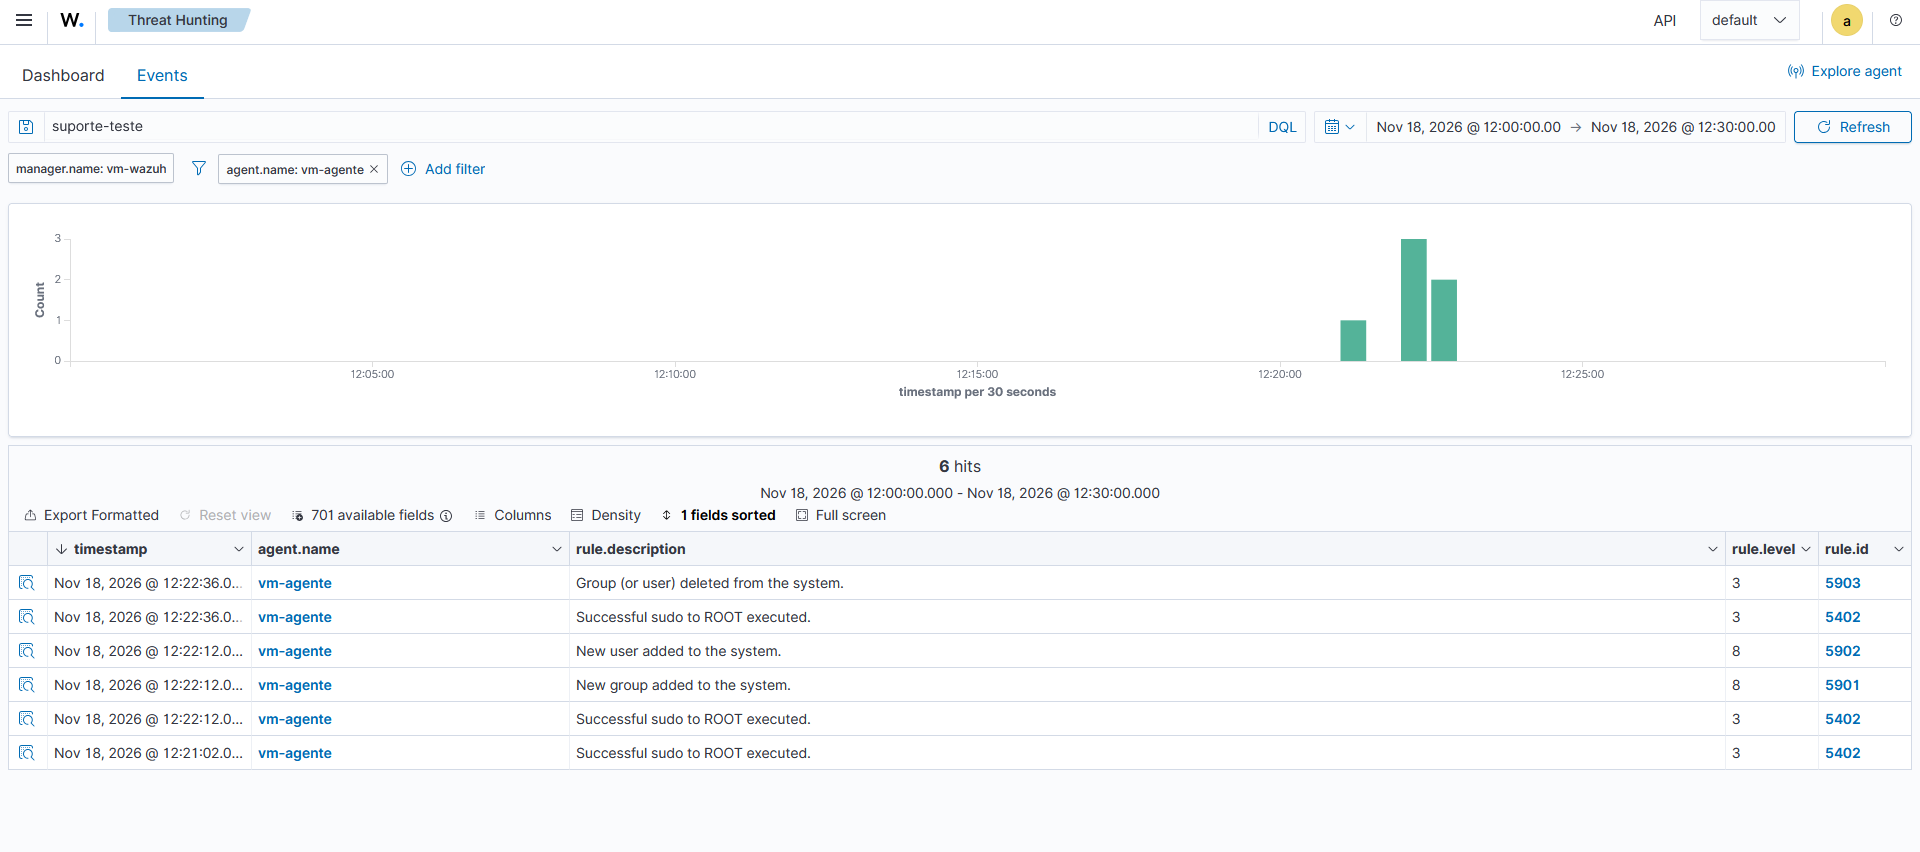 W. Threat Hunting API default a
Dashboard Events Explore agent
suporte-teste DQL Nov 18, 2026 @ 12:00:00.00 → Nov 18, 2026 @ 12:30:00.00 Refresh
manager.name: vm-wazuh agent.name: vm-agente × Add filter
3
2
1
0
Count
12:05:00 12:10:00 12:15:00 12:20:00 12:25:00
timestamp per 30 seconds
6 hits
Nov 18, 2026 @ 12:00:00.000 - Nov 18, 2026 @ 12:30:00.000
Export Formatted Reset view 701 available fields Columns Density 1 fields sorted Full screen
timestamp agent.name rule.description rule.level rule.id
Nov 18, 2026 @ 12:22:36.0... vm-agente Group (or user) deleted from the system. 3 5903
Nov 18, 2026 @ 12:22:36.0... vm-agente Successful sudo to ROOT executed. 3 5402
Nov 18, 2026 @ 12:22:12.0... vm-agente New user added to the system. 8 5902
Nov 18, 2026 @ 12:22:12.0... vm-agente New group added to the system. 8 5901
Nov 18, 2026 @ 12:22:12.0... vm-agente Successful sudo to ROOT executed. 3 5402
Nov 18, 2026 @ 12:21:02.0... vm-agente Successful sudo to ROOT executed. 3 5402